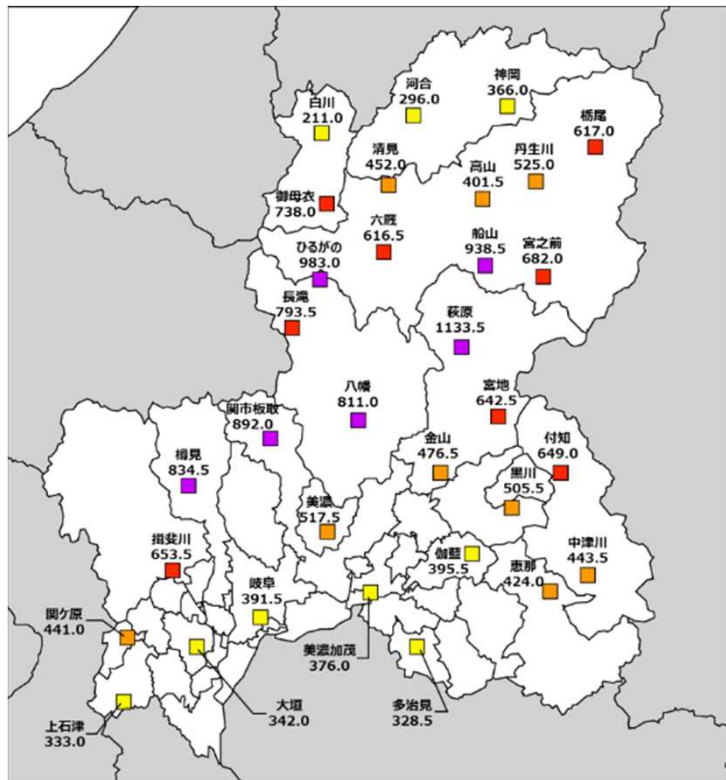 神岡
366.0
河合
296.0
白川
211.0
栃尾
617.0
丹生川
525.0
清見
452.0
高山
401.5
御母衣
738.0
六厩
616.5
船山
938.5
宮之前
682.0
ひるがの
983.0
長滝
793.5
萩原
1133.5
八幡
811.0
宮地
642.5
関市板取
892.0
金山
476.5
付知
649.0
樽見
834.5
黒川
505.5
美濃
517.5
揖斐川
653.5
伽藍
395.5
中津川
443.5
恵那
424.0
岐阜
391.5
関ケ原
441.0
美濃加茂
376.0
大垣
342.0
多治見
328.5
上石津
333.0